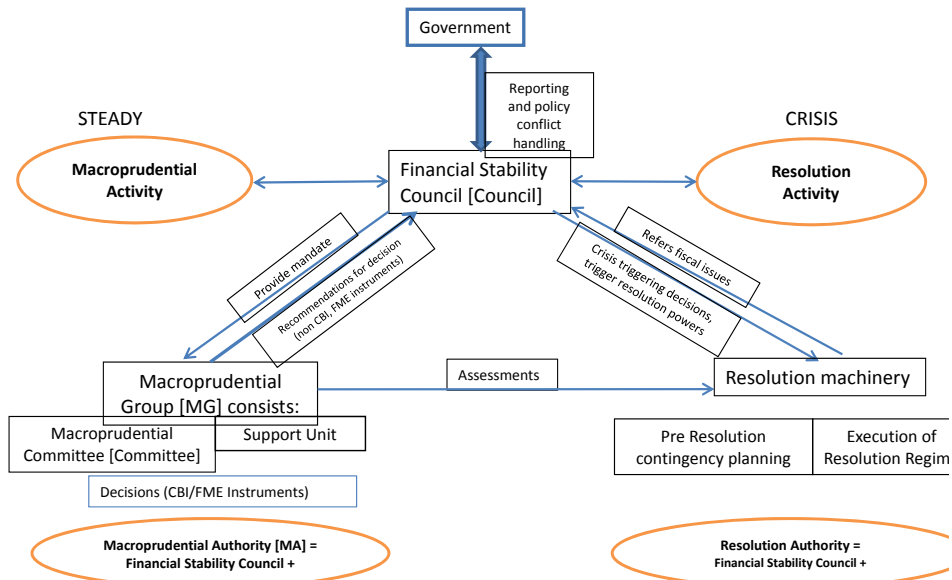 Government
Reporting
and policy
conflict
handling
STEADY
CRISIS
Macroprudential
Activity
Financial Stability
Council [Council]
Resolution
Activity
Provide mandate
Recommendations for decision
(non CBI, FME instruments)
Refers fiscal issues
Crisis triggering decisions,
trigger resolution powers
Macroprudential
Group [MG] consists:
Assessments
Resolution machinery
Macroprudential
Committee [Committee]
Support Unit
Pre Resolution
contingency planning
Execution of
Resolution Regim
Decisions (CBI/FME Instruments)
Macroprudential Authority [MA] =
Financial Stability Council +
Resolution Authority =
Financial Stability Council +